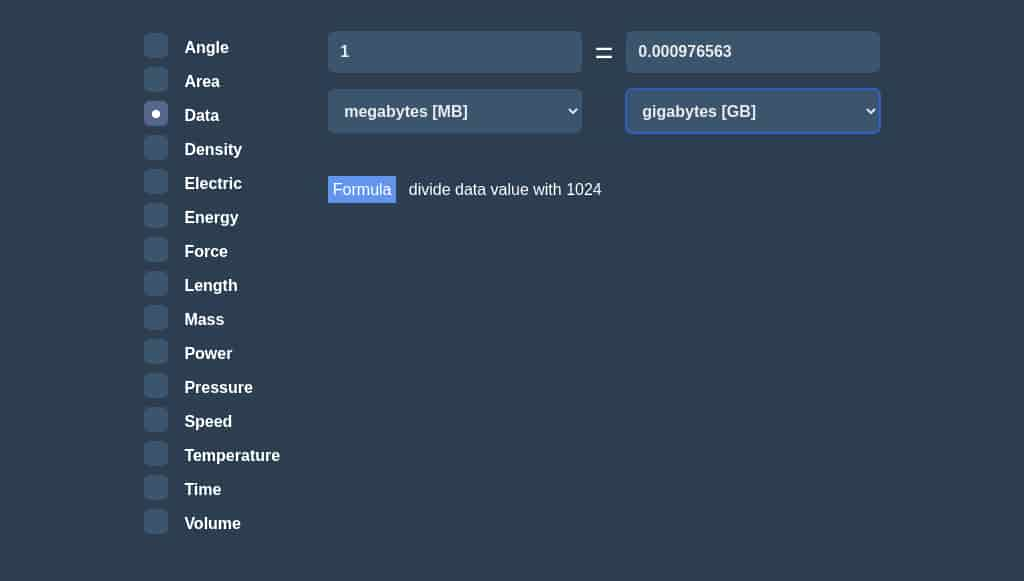 Angle
Area
Data
Density
Electric
Energy
Force
Length
Mass
Power
Pressure
Speed
Temperature
Time
Volume
1 = 0.000976563
megabytes [MB] gigabytes [GB]
Formula divide data value with 1024